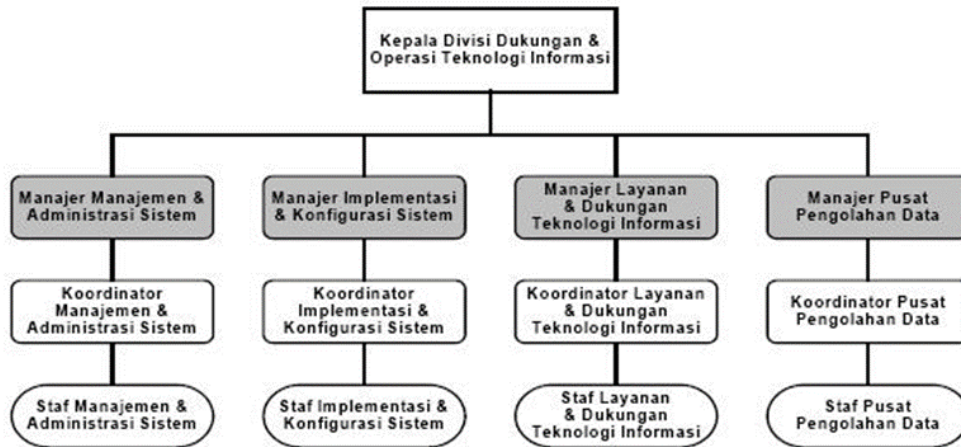 Kepala Divisi Dukungan &
Operasi Teknologi Informasi
Manajer Manajemen &
Administrasi Sistem
Manajer Implementasi
& Konfigurasi Sistem
Manajer Layanan
& Dukungan
Teknologi Informasi
Manajer Pusat
Pengolahan Data
Koordinator
Manajemen &
Administrasi Sistem
Koordinator
Implementasi &
Konfigurasi Sistem
Koordinator Layanan
& Dukungan
Teknologi Informasi
Koordinator Pusat
Pengolahan Data
Staf Manajemen &
Administrasi Sistem
Staf Implementasi &
Konfigurasi Sistem
Staf Layanan
& Dukungan
Teknologi Informasi
Staf Pusat
Pengolahan Data